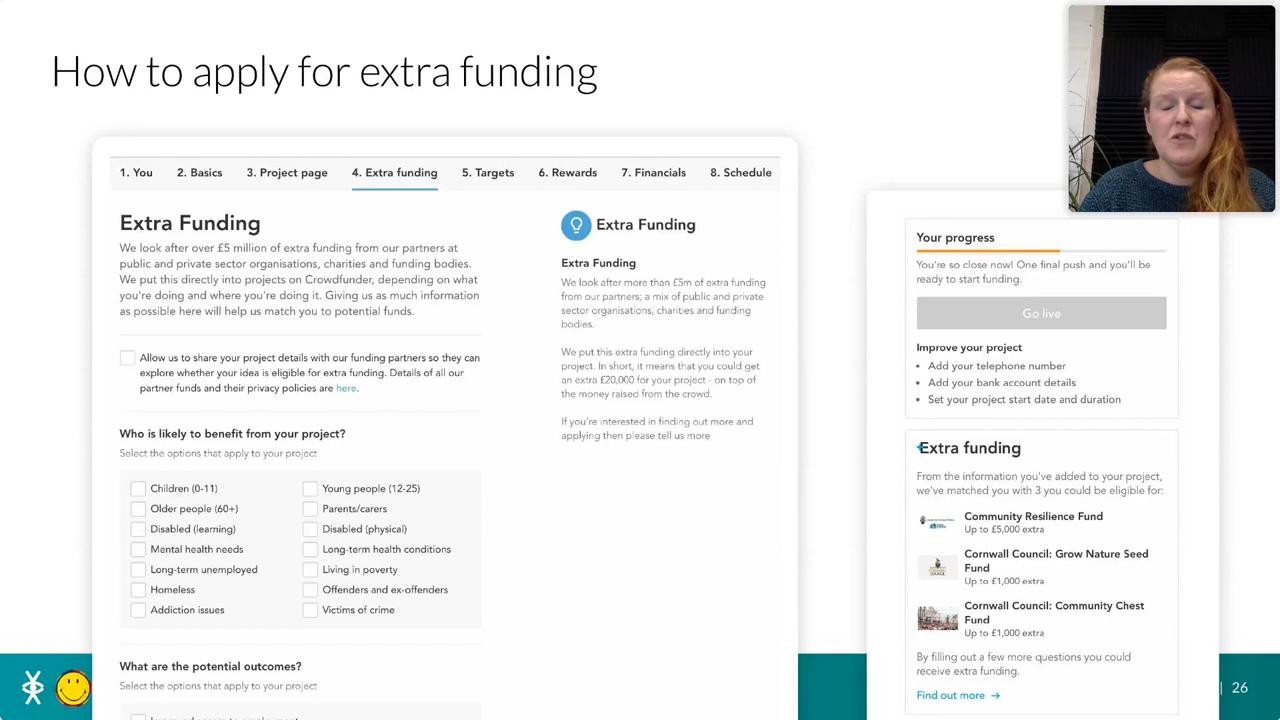 How to apply for extra funding
1. You 2. Basics 3. Project page 4. Extra funding 5. Targets 6. Rewards 7. Financials 8. Schedule
Extra Funding
We look after over £5 million of extra funding from our partners at
public and private sector organisations, charities and funding bodies.
We put this directly into projects on Crowdfunder, depending on what
you're doing and where you're doing it. Giving us as much information
as possible here will help us match you to potential funds.
Allow us to share your project details with our funding partners so they can
explore whether your idea is eligible for extra funding. Details of all our
partner funds and their privacy policies are here.
Who is likely to benefit from your project?
Select the options that apply to your project
Children (0-11) Young people (12-25)
Older people (60+) Parents/carers
Disabled (learning) Disabled (physical)
Mental health needs Long-term health conditions
Long-term unemployed Living in poverty
Homeless Offenders and ex-offenders
Addiction issues Victims of crime
What are the potential outcomes?
Select the options that apply to your project
Extra Funding
Extra Funding
We look after more than £5m of extra funding
from our partners; a mix of public and private
sector organisations, charities and funding
bodies.
We put this extra funding directly into your
project. In short, it means that you could get
an extra £20,000 for your project - on top of
the money raised from the crowd.
If you're interested in finding out more and
applying then please tell us more
Your progress
You're so close now! One final push and you'll be
ready to start funding.
Go live
Improve your project
• Add your telephone number
• Add your bank account details
• Set your project start date and duration
Extra funding
From the information you've added to your project,
we've matched you with 3 you could be eligible for:
Community Resilience Fund
Up to £5,000 extra
Cornwall Council: Grow Nature Seed
Fund
Up to £1,000 extra
Cornwall Council: Community Chest
Fund
Up to £1,000 extra
By filling out a few more questions you could
receive extra funding.
Find out more →
| 26